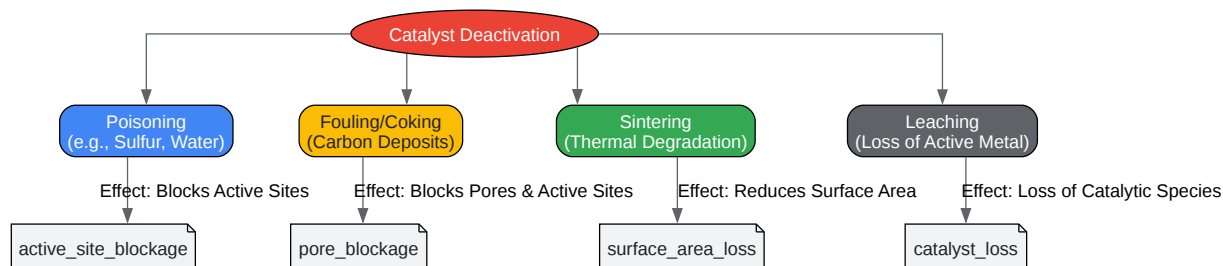 Catalyst Deactivation
Poisoning
(e.g., Sulfur, Water)
Fouling/Coking
(Carbon Deposits)
Sintering
(Thermal Degradation)
Leaching
(Loss of Active Metal)
Effect: Blocks Active Sites
Effect: Blocks Pores & Active Sites
Effect: Reduces Surface Area
Effect: Loss of Catalytic Species
active_site_blockage
pore_blockage
surface_area_loss
catalyst_loss